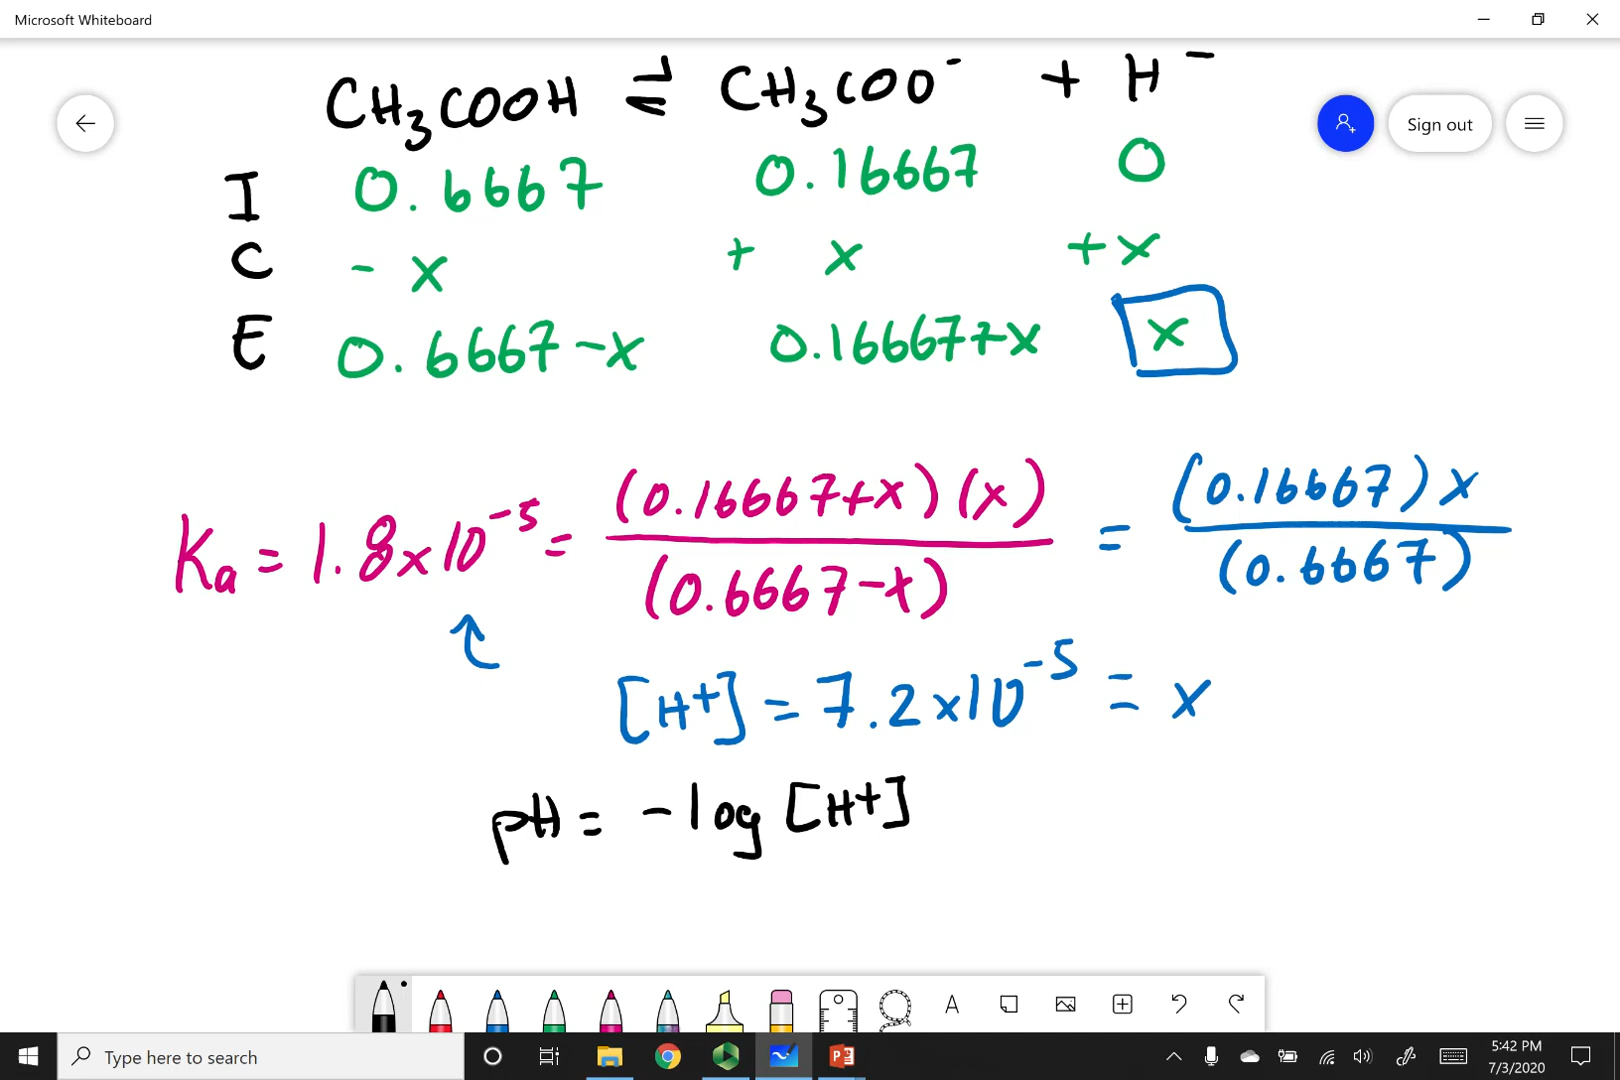 Microsoft Whiteboard
CH₃COOH ⇌ CH₃COO⁻ + H⁻
Sign out
I 0.6667 0.16667 0
C - x + x +x
E 0.6667-x 0.16667+x x
Ka = 1.8x10⁻⁵ = (0.16667+x)(x) / (0.6667-x) = (0.16667)x / (0.6667)
[H+] = 7.2x10⁻⁵ = x
pH = -log [H+]
A
Type here to search
5:42 PM
7/3/2020